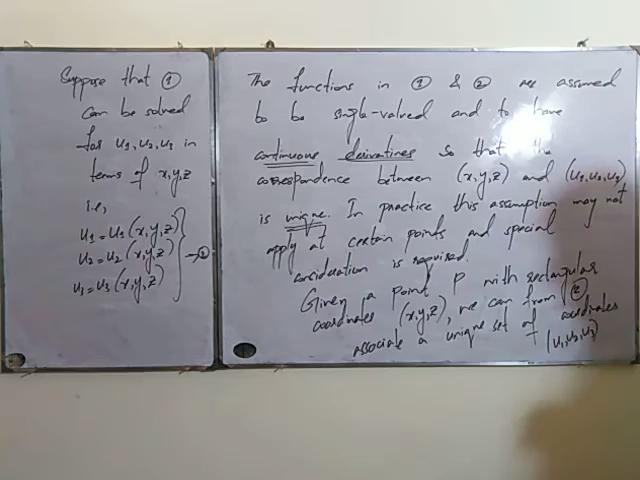 Suppose that ①
can be solved
for u₁, u₂, u₃ in
terms of x, y, z
i.e,
u₁ = u₁(x, y, z)
u₂ = u₂(x, y, z) } → ②
u₁ = u₃(x, y, z)
The functions in ① & ② are assumed
to be single-valued and to have
continuous derivatives so that the
correspondence between (x, y, z) and (u₁, u₂, u₃)
is unique. In practice this assumption may not
apply at certain points and special
consideration is required.
Given a point P with rectangular
coordinates (x, y, z), we can from ②
associate a unique set of coordinates
(u₁, u₂, u₃)